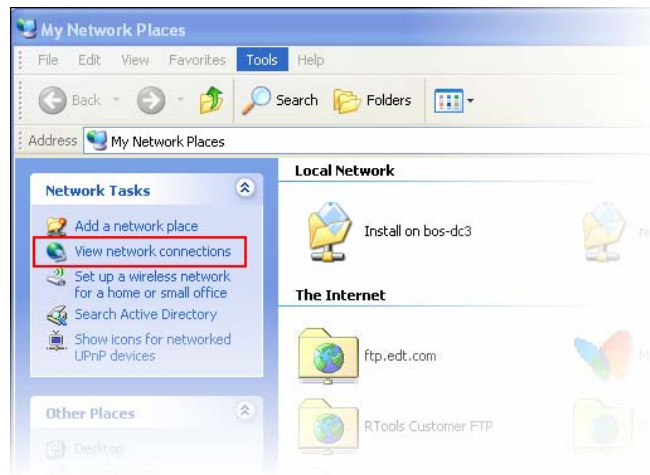 My Network Places
File Edit View Favorites Tools Help
Back Search Folders
Address My Network Places
Network Tasks
Add a network place
View network connections
Set up a wireless network
for a home or small office
Search Active Directory
Show icons for networked
UPnP devices
Other Places
Desktop
Local Network
Install on bos-dc3
The Internet
ftp.edt.com
RTools Customer FTP